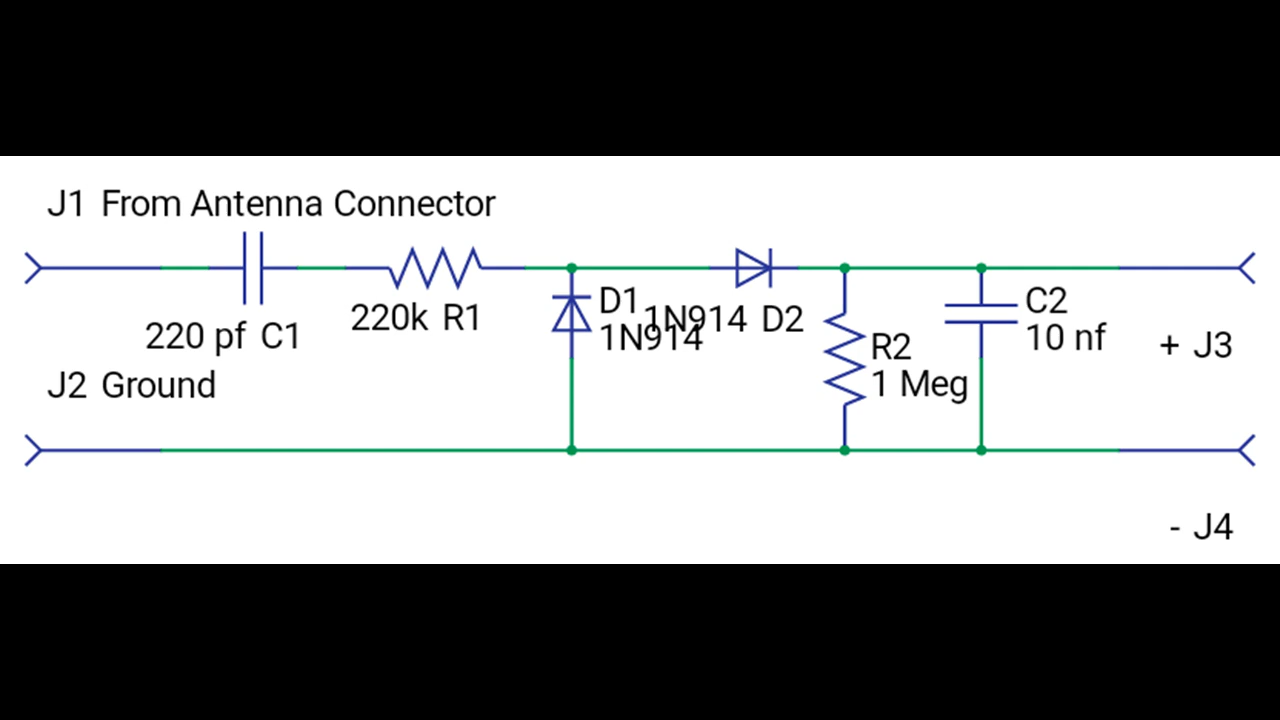 J1 From Antenna Connector
220 pf C1
220k R1
D1
1N914
1N914 D2
R2
1 Meg
C2
10 nf
+ J3
J2 Ground
- J4